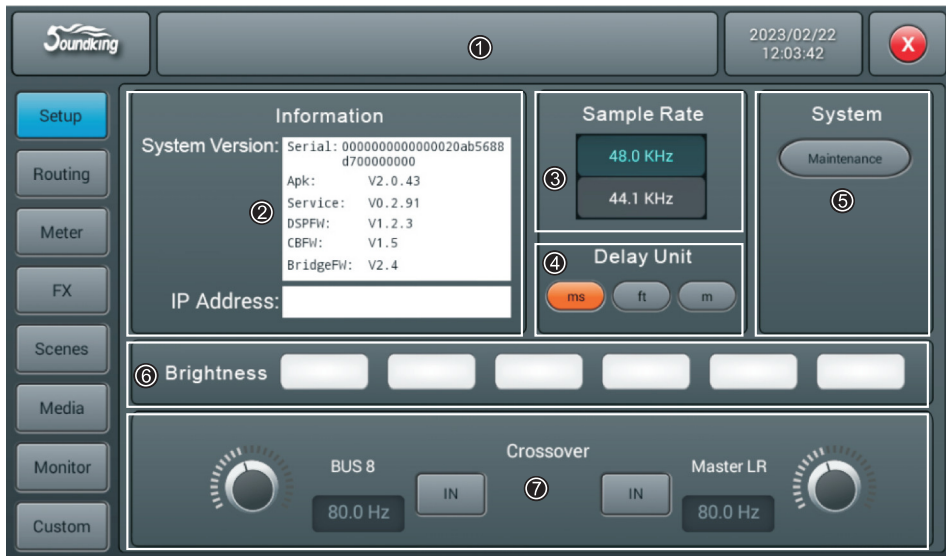 Soundking
①
2023/02/22
12:03:42
X
Setup
Routing
Meter
FX
Scenes
Media
Monitor
Custom
Information
System Version:
Serial: 0000000000000020ab5688
d700000000
Apk: V2.0.43
Service: V0.2.91
DSPFW: V1.2.3
CBFW: V1.5
BridgeFW: V2.4
②
IP Address:
Sample Rate
48.0 KHz
③
44.1 KHz
④
Delay Unit
ms ft m
System
Maintenance
⑤
⑥ Brightness
Crossover
BUS 8
IN
80.0 Hz
⑦
Master LR
IN
80.0 Hz